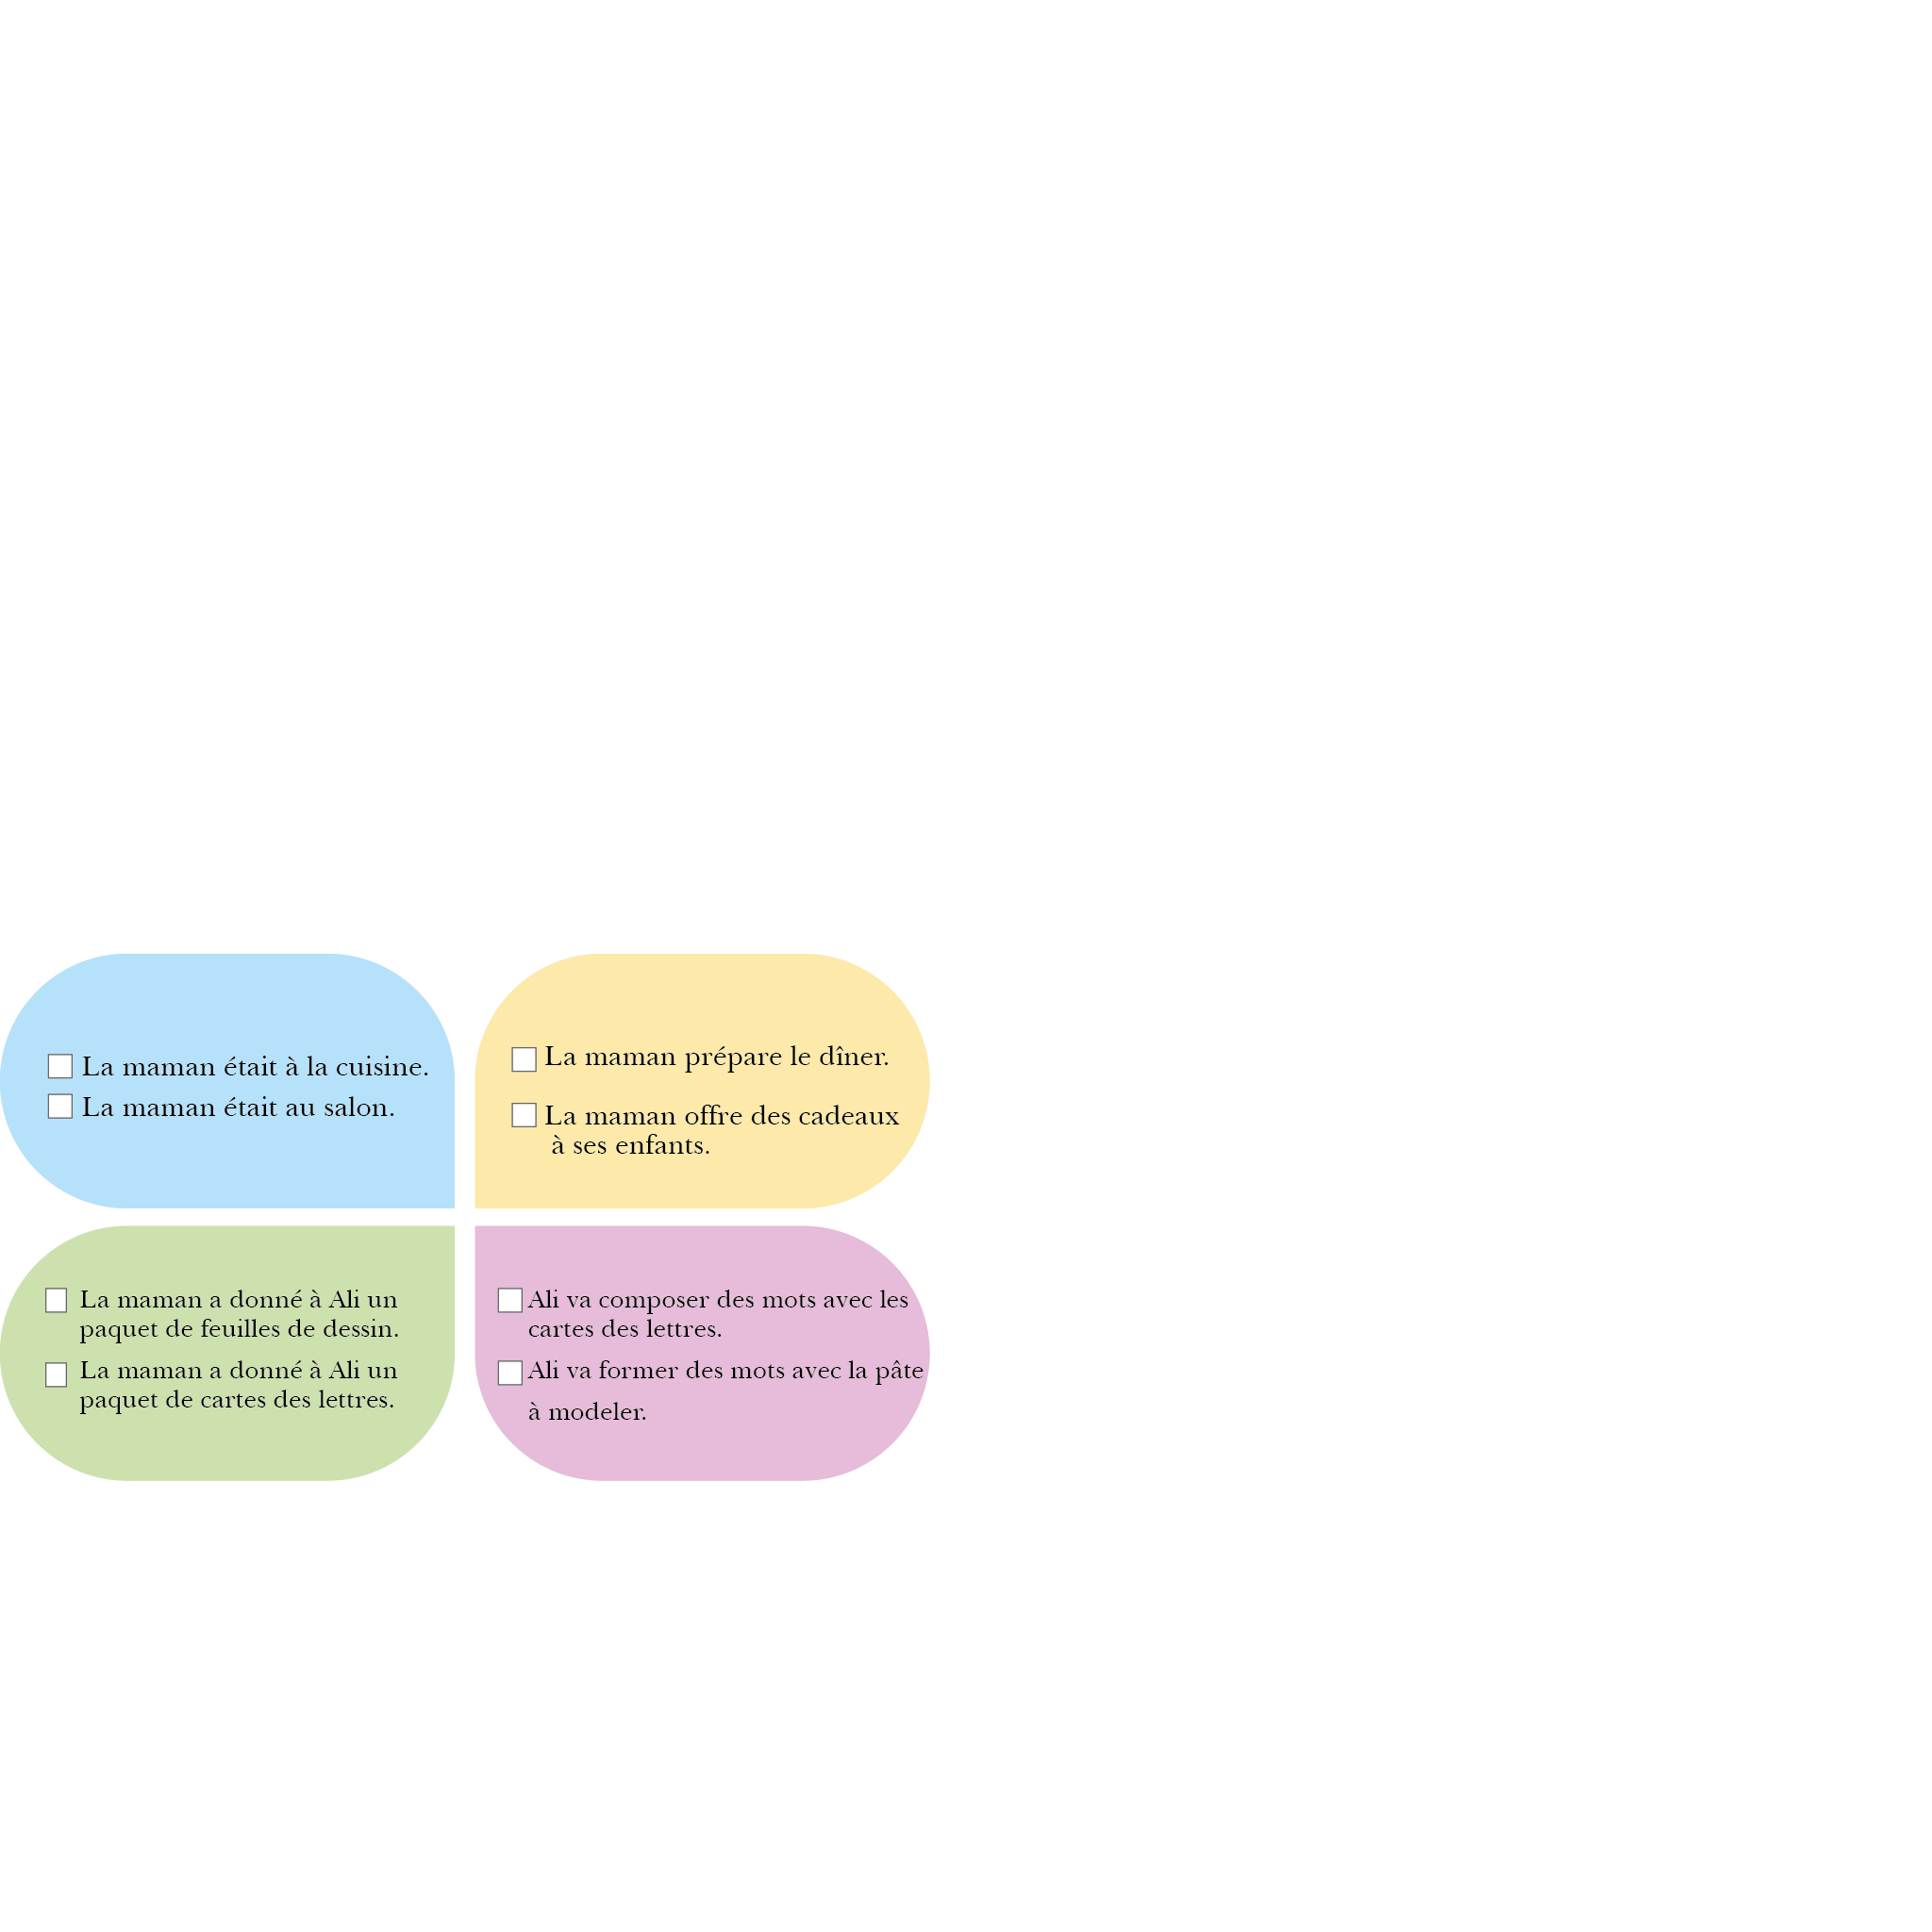 La maman était à la cuisine.
La maman était au salon.
La maman prépare le dîner.
La maman offre des cadeaux
à ses enfants.
La maman a donné à Ali un
paquet de feuilles de dessin.
La maman a donné à Ali un
paquet de cartes des lettres.
Ali va composer des mots avec les
cartes des lettres.
Ali va former des mots avec la pâte
à modeler.